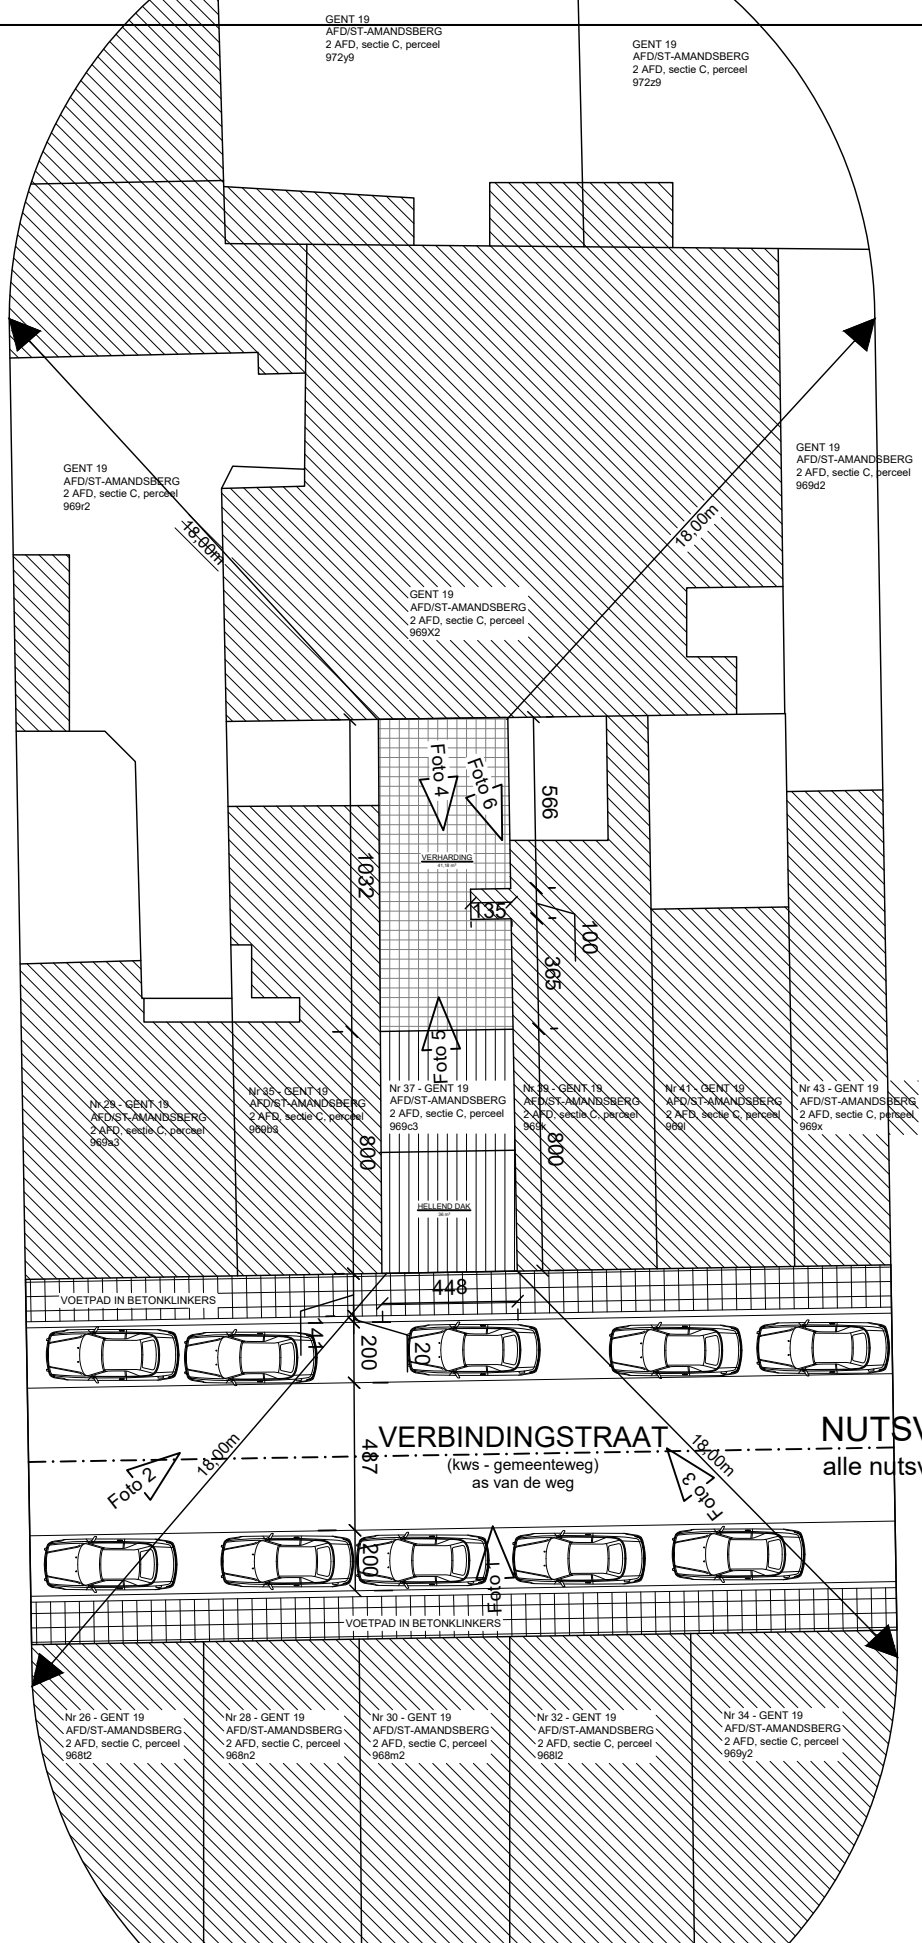 GENT 19
AFD/ST-AMANDSBERG
2 AFD, sectie C, perceel
972y9
GENT 19
AFD/ST-AMANDSBERG
2 AFD, sectie C, perceel
972z9
GENT 19
AFD/ST-AMANDSBERG
2 AFD, sectie C, perceel
969r2
GENT 19
AFD/ST-AMANDSBERG
2 AFD, sectie C, perceel
969d2
18,00m
18,00m
GENT 19
AFD/ST-AMANDSBERG
2 AFD, sectie C, perceel
969X2
Foto 4
Foto 6
566
VERHARDING
1032
135
100
365
Foto 5
Nr 29 - GENT 19
AFD/ST-AMANDSBERG
2 AFD, sectie C, perceel
969a3
Nr 35 - GENT 19
AFD/ST-AMANDSBERG
2 AFD, sectie C, perceel
969b3
Nr 37 - GENT 19
AFD/ST-AMANDSBERG
2 AFD, sectie C, perceel
969c3
Nr 39 - GENT 19
AFD/ST-AMANDSBERG
2 AFD, sectie C, perceel
969k
Nr 41 - GENT 19
AFD/ST-AMANDSBERG
2 AFD, sectie C, perceel
969l
Nr 43 - GENT 19
AFD/ST-AMANDSBERG
2 AFD, sectie C, perceel
969x
800
800
HELLEND DAK
448
VOETPAD IN BETONKLINKERS
200
20
VERBINDINGSTRAAT
(kws - gemeenteweg)
as van de weg
NUTSV
alle nutsv
487
18,00m
18,00m
Foto 2
Foto 3
200
Foto 1
VOETPAD IN BETONKLINKERS
Nr 26 - GENT 19
AFD/ST-AMANDSBERG
2 AFD, sectie C, perceel
968t2
Nr 28 - GENT 19
AFD/ST-AMANDSBERG
2 AFD, sectie C, perceel
968n2
Nr 30 - GENT 19
AFD/ST-AMANDSBERG
2 AFD, sectie C, perceel
968m2
Nr 32 - GENT 19
AFD/ST-AMANDSBERG
2 AFD, sectie C, perceel
968l2
Nr 34 - GENT 19
AFD/ST-AMANDSBERG
2 AFD, sectie C, perceel
969y2